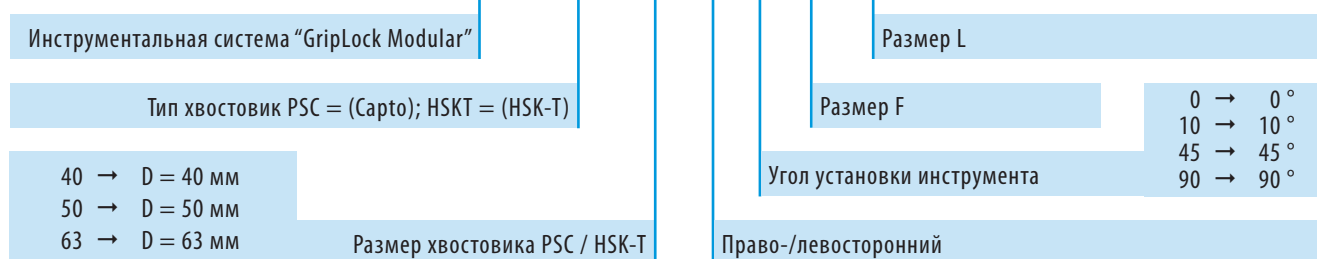 Инструментальная система “GripLock Modular”
Размер L
Тип хвостовик PSC = (Capto); HSKT = (HSK-T)
Размер F
0 → 0 °
10 → 10 °
45 → 45 °
90 → 90 °
Угол установки инструмента
40 → D = 40 мм
50 → D = 50 мм
63 → D = 63 мм
Размер хвостовика PSC / HSK-T
Право-/левосторонний